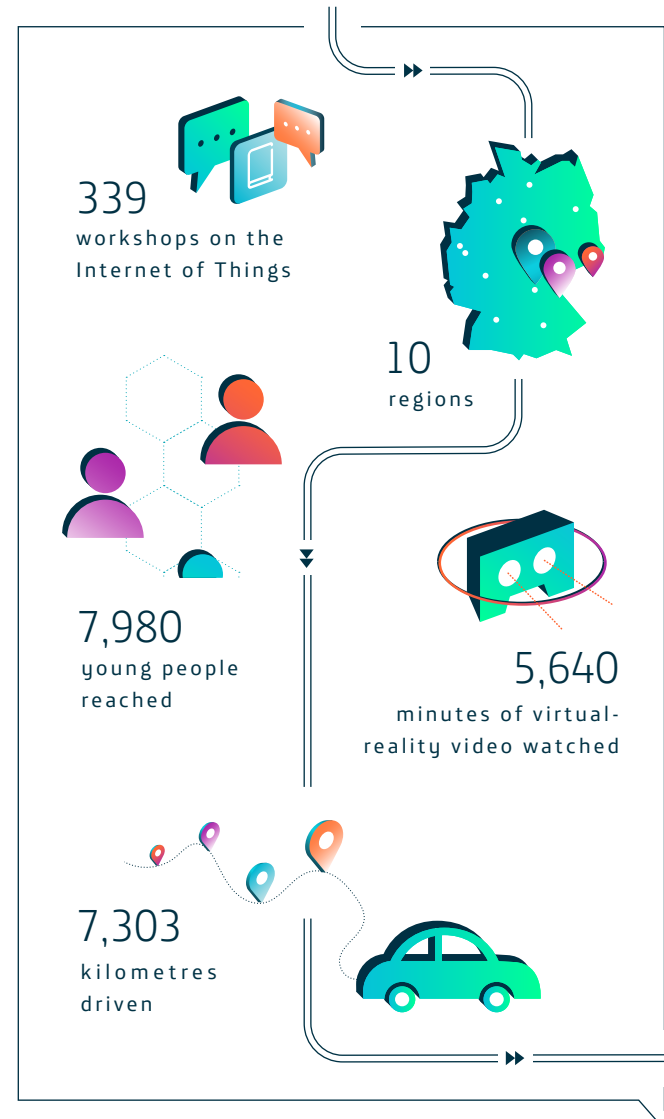 339
workshops on the
Internet of Things
10
regions
7,980
young people
reached
5,640
minutes of virtual-
reality video watched
7,303
kilometres
driven